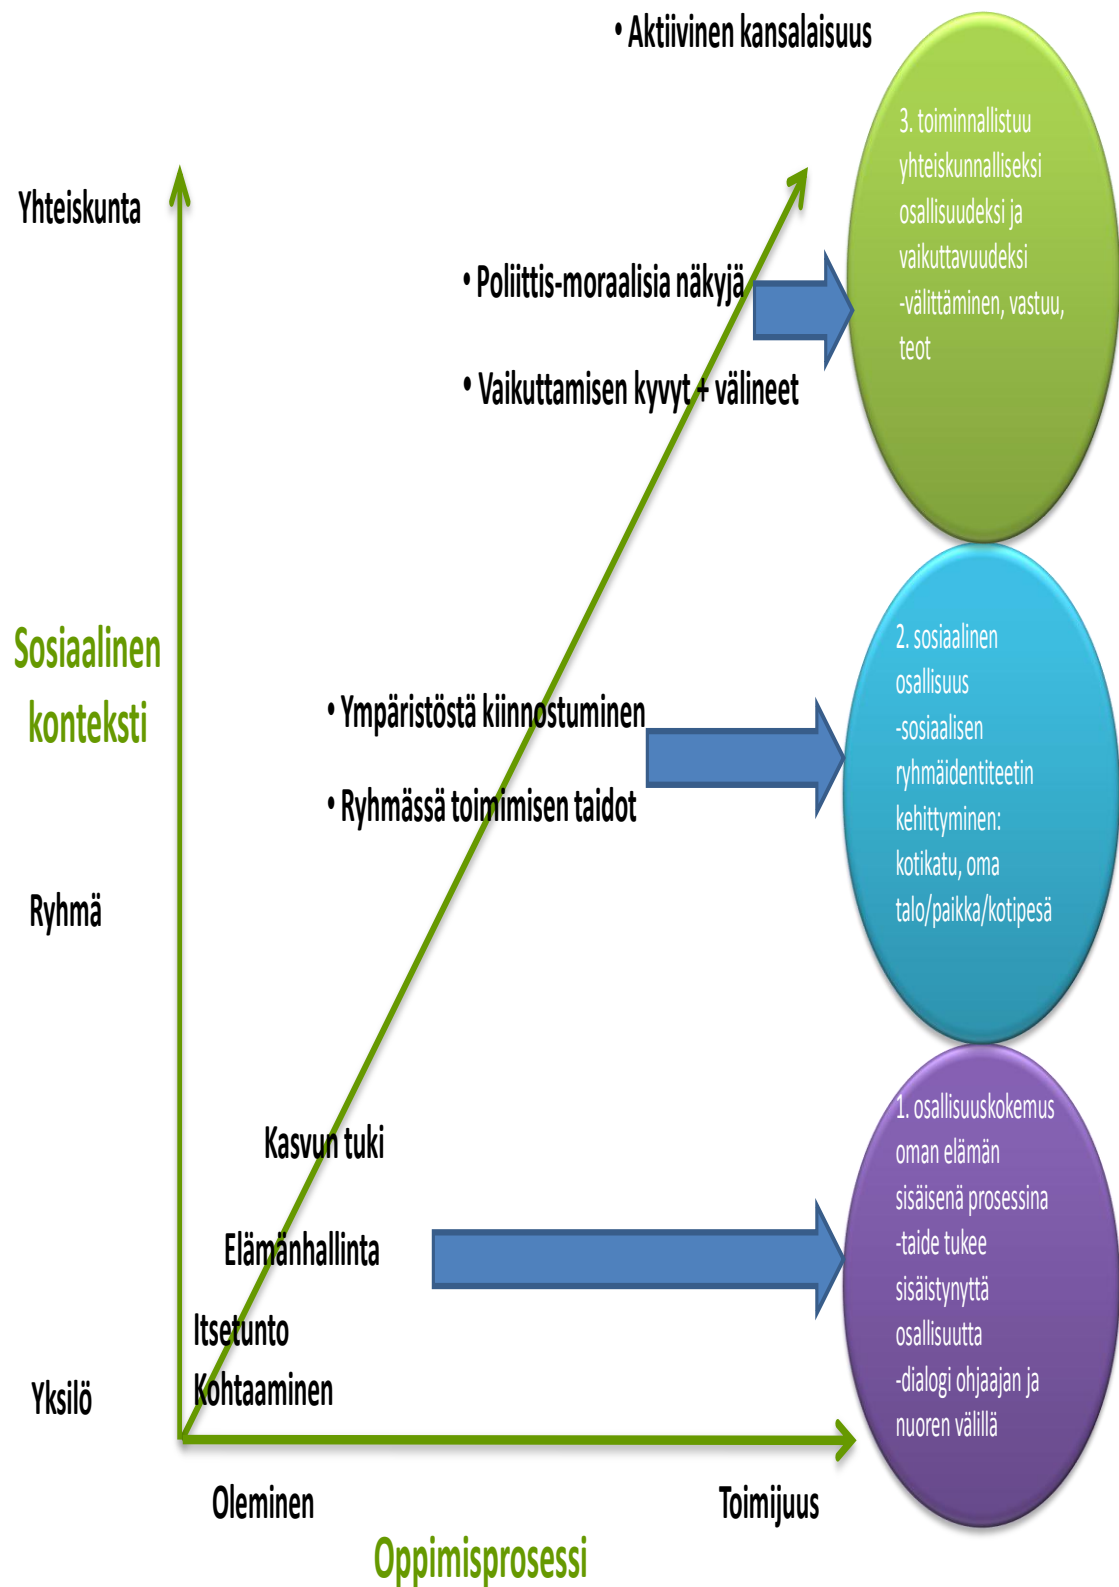 • Aktiivinen kansalaisuus
3. toiminnallistuu
yhteiskunnalliseksi
osallisuudeksi ja
vaikuttavuudeksi
-välittäminen, vastuu,
teot
Yhteiskunta
• Poliittis-moraalisia näkyjä
• Vaikuttamisen kyvyt + välineet
Sosiaalinen
konteksti
2. sosiaalinen
osallisuus
-sosiaalisen
ryhmäidentiteetin
kehittyminen:
kotikatu, oma
talo/paikka/kotipesä
• Ympäristöstä kiinnostuminen
• Ryhmässä toimimisen taidot
Ryhmä
1. osallisuuskokemus
oman elämän
sisäisenä prosessina
-taide tukee
sisäistynyttä
osallisuutta
-dialogi ohjaajan ja
nuoren välillä
Kasvun tuki
Elämänhallinta
Itsetunto
Kohtaaminen
Yksilö
Oleminen
Toimijuus
Oppimisprosessi